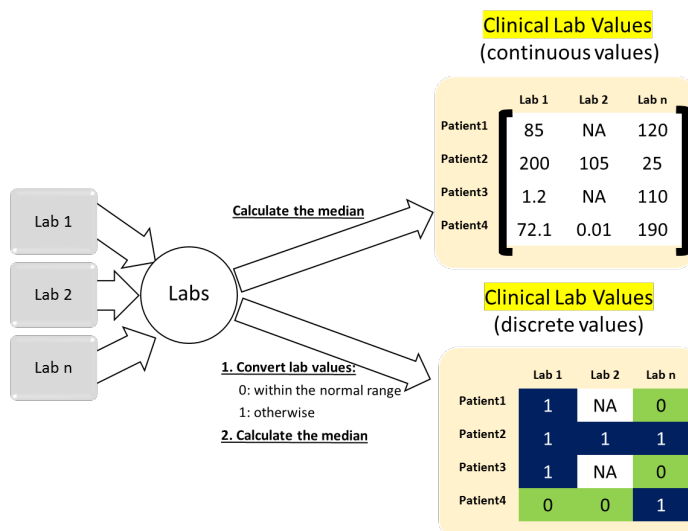 Clinical Lab Values
(continuous values)
Lab 1 Lab 2 Lab n
Patient1 85 NA 120
Patient2 200 105 25
Patient3 1.2 NA 110
Patient4 72.1 0.01 190
Lab 1
Lab 2
Lab n
Labs
Calculate the median
1. Convert lab values:
0: within the normal range
1: otherwise
2. Calculate the median
Clinical Lab Values
(discrete values)
Lab 1 Lab 2 Lab n
Patient1 1 NA 0
Patient2 1 1 1
Patient3 1 NA 0
Patient4 0 0 1